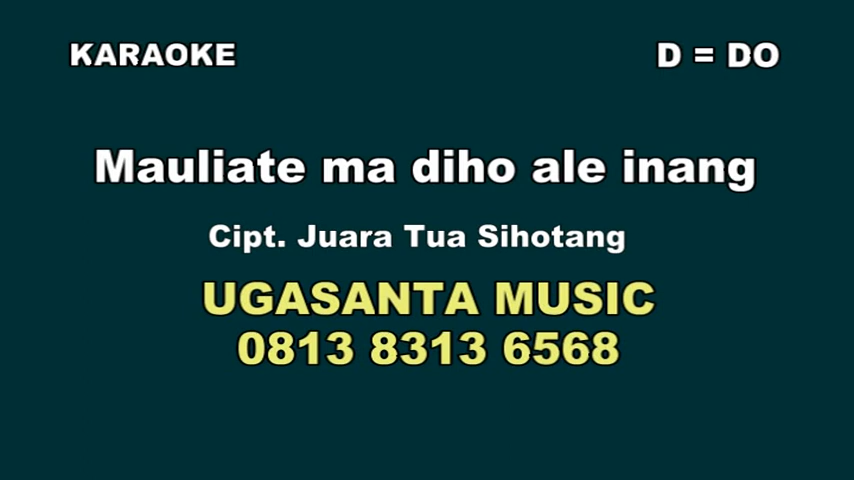 KARAOKE D = DO
Mauliate ma diho ale inang
Cipt. Juara Tua Sihotang
UGASANTA MUSIC
0813 8313 6568